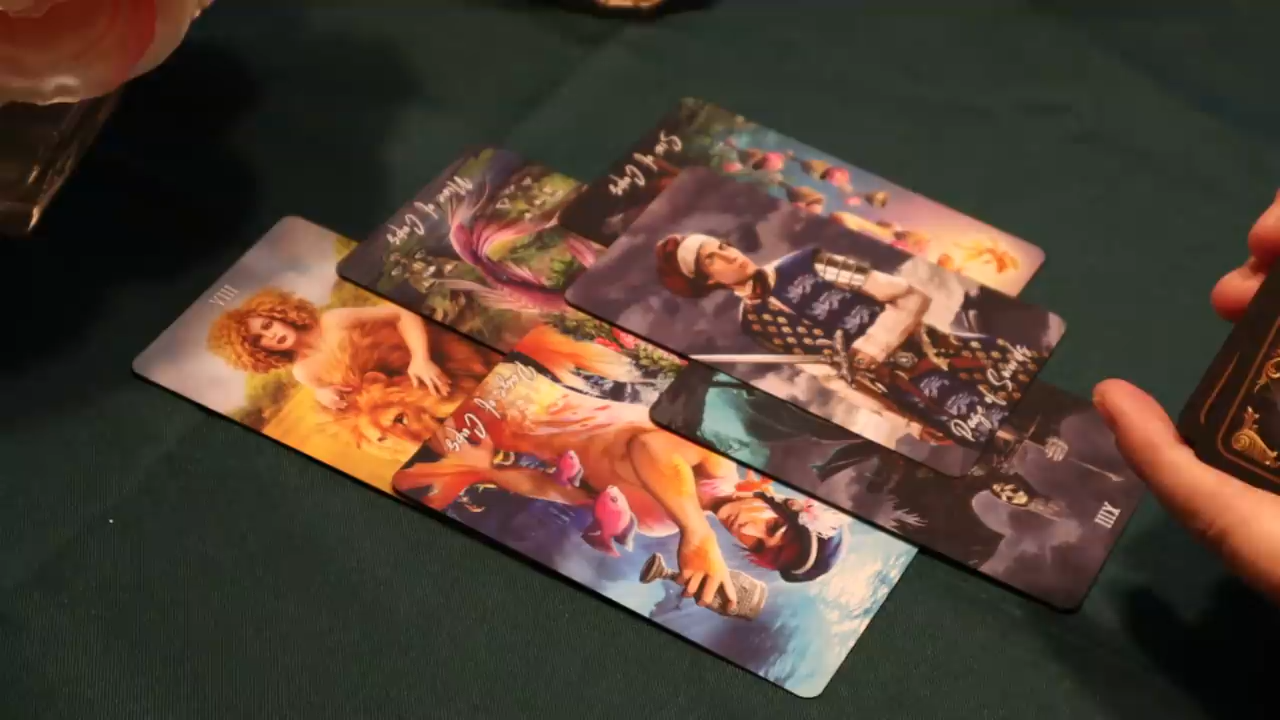 Six of Cups
Nine of Cups
VIII
Page of Cups
Page of Swords
XIII